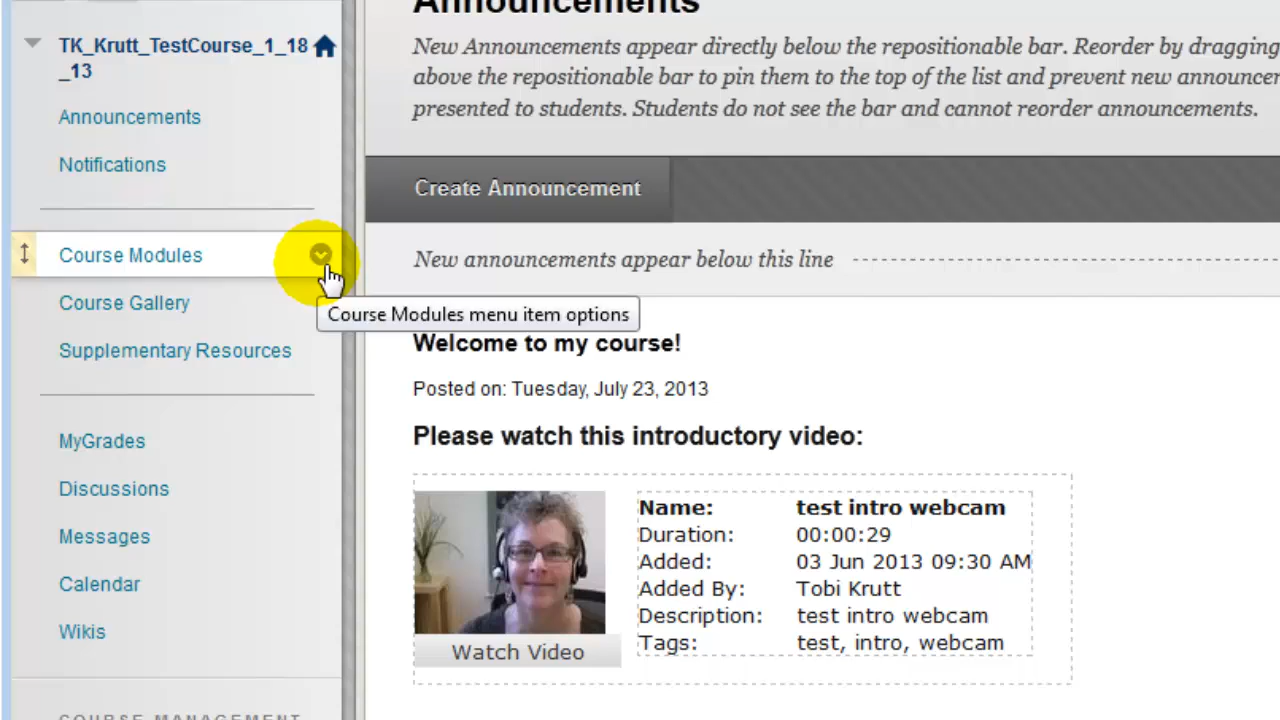 TK_Krutt_TestCourse_1_18
_13
Announcements
Notifications
Course Modules
Course Gallery
Supplementary Resources
MyGrades
Discussions
Messages
Calendar
Wikis
COURSE MANAGEMENT
Announcements
New Announcements appear directly below the repositionable bar. Reorder by dragging
above the repositionable bar to pin them to the top of the list and prevent new announcem
presented to students. Students do not see the bar and cannot reorder announcements.
Create Announcement
New announcements appear below this line
Course Modules menu item options
Welcome to my course!
Posted on: Tuesday, July 23, 2013
Please watch this introductory video:
Watch Video
Name: test intro webcam
Duration: 00:00:29
Added: 03 Jun 2013 09:30 AM
Added By: Tobi Krutt
Description: test intro webcam
Tags: test, intro, webcam